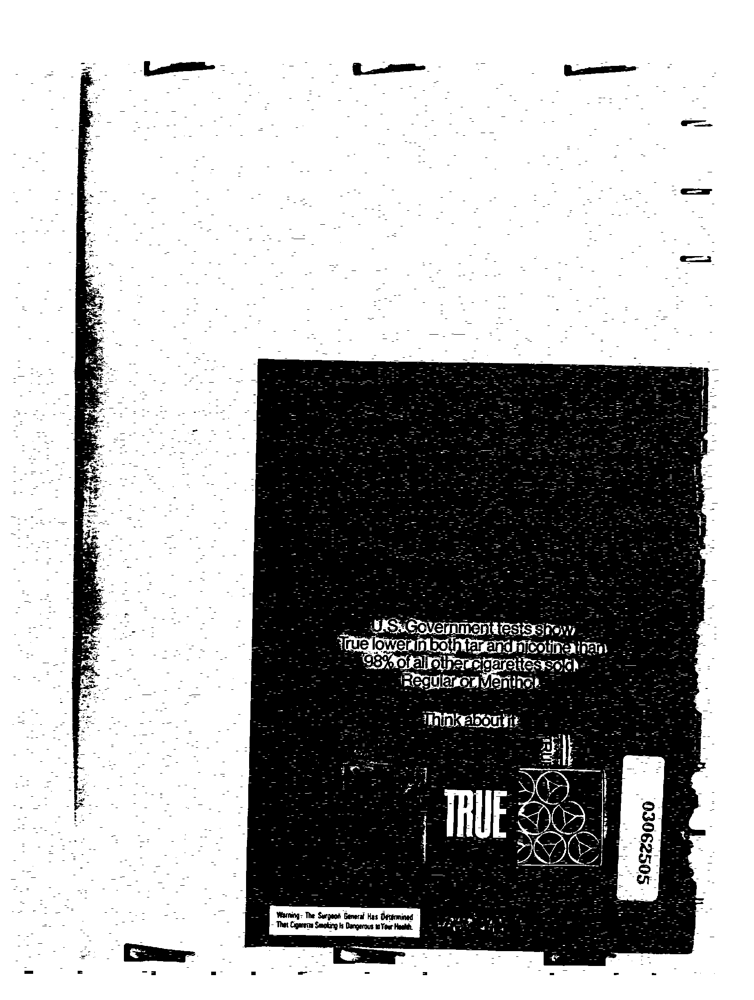 U.S. Government tests show
True lower in both tar and nicotine than
98% of all other cigarettes sold.
Regular or Menthol.
Think about it.
TRUE
TRUE
03062505
Warning: The Surgeon General Has Determined
That Cigarette Smoking Is Dangerous to Your Health.